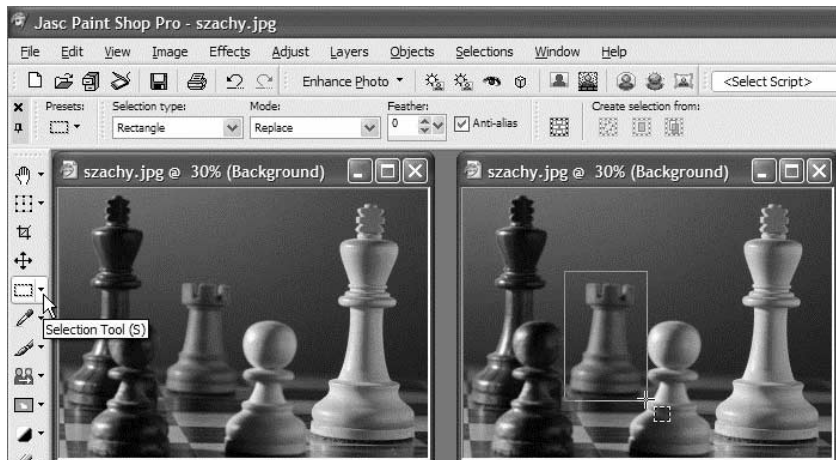 Jasc Paint Shop Pro - szachy.jpg
File Edit View Image Effects Adjust Layers Objects Selections Window Help
Enhance Photo <Select Script>
Presets: Selection type: Mode: Feather: Create selection from:
Rectangle Replace 0 Anti-alias
szachy.jpg @ 30% (Background) szachy.jpg @ 30% (Background)
Selection Tool (S)